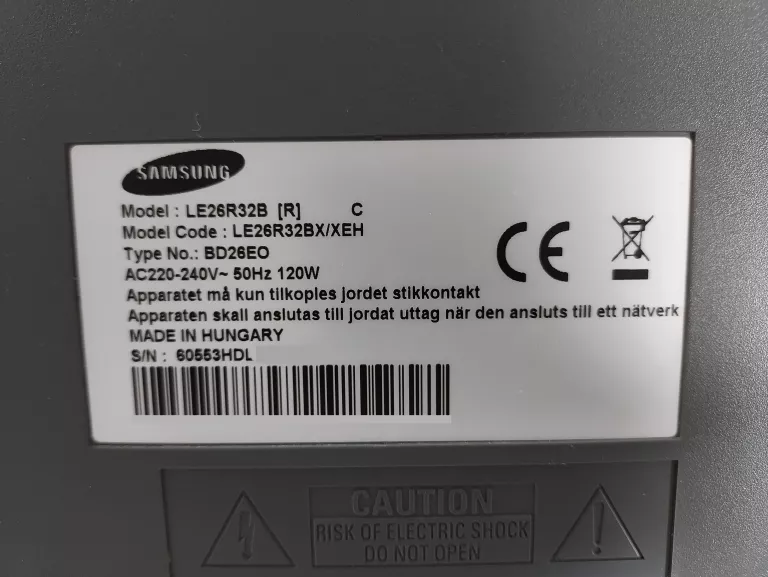 SAMSUNG
Model : LE26R32B [R] C
Model Code : LE26R32BX/XEH
Type No.: BD26EO
AC220-240V~ 50Hz 120W
Apparatet må kun tilkoples jordet stikkontakt
Apparaten skall anslutas till jordat uttag när den ansluts till ett nätverk
MADE IN HUNGARY
S/N : 60553HDL
CE
CAUTION
RISK OF ELECTRIC SHOCK
DO NOT OPEN